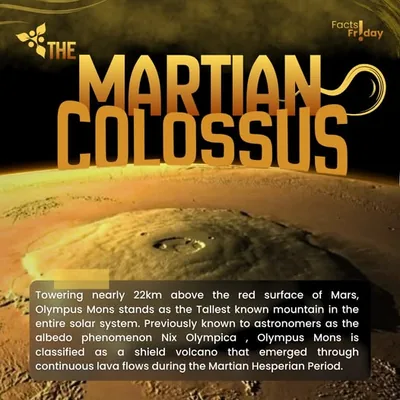 Facts
Fr!day
THE
MARTIAN
COLOSSUS
Towering nearly 22km above the red surface of Mars,
Olympus Mons stands as the Tallest known mountain in the
entire solar system. Previously known to astronomers as the
albedo phenomenon Nix Olympica , Olympus Mons is
classified as a shield volcano that emerged through
continuous lava flows during the Martian Hesperian Period.